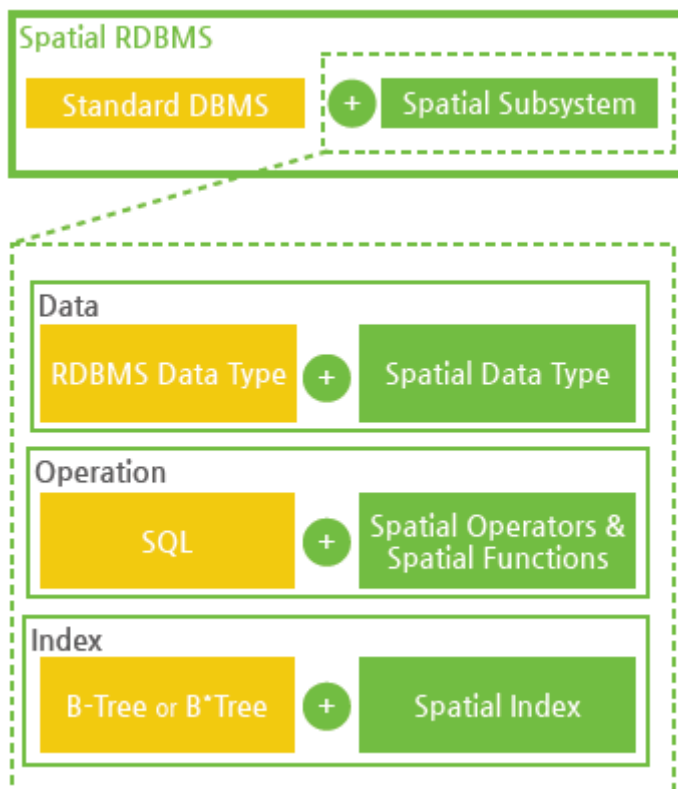 Spatial RDBMS
Standard DBMS + Spatial Subsystem
Data
RDBMS Data Type + Spatial Data Type
Operation
SQL + Spatial Operators &
Spatial Functions
Index
B-Tree or B*Tree + Spatial Index